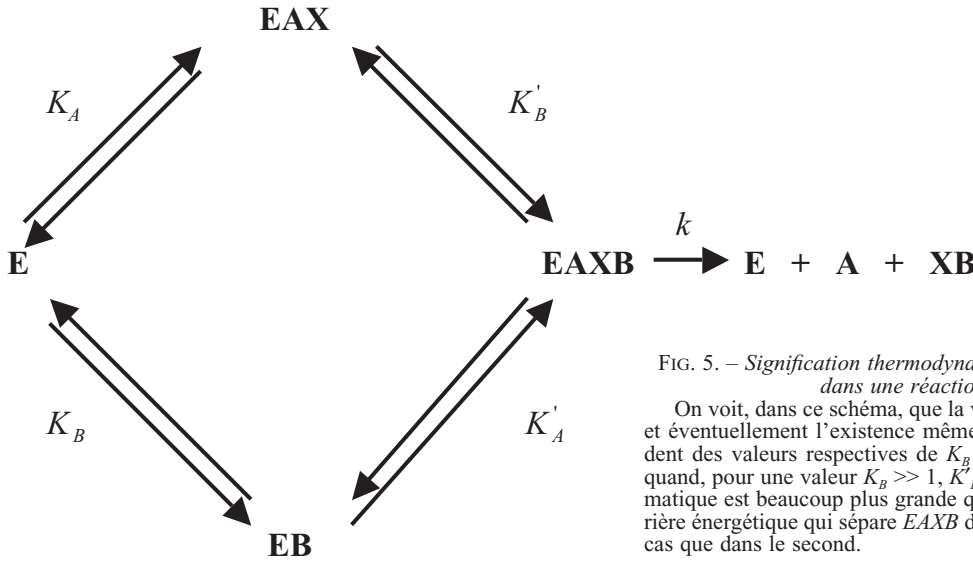 EAX
K_A
K'_B
k
E
EAXB
E + A + XB
K_B
K'_A
EB
FIG. 5. – Signification
dans une
On voit, dans ce schéma, que la
et éventuellement l'existence même
dent des valeurs respectives de K_B
quand, pour une valeur K_B >> 1,
matique est beaucoup plus grande
rière énergétique qui sépare EAXB
cas que dans le second.